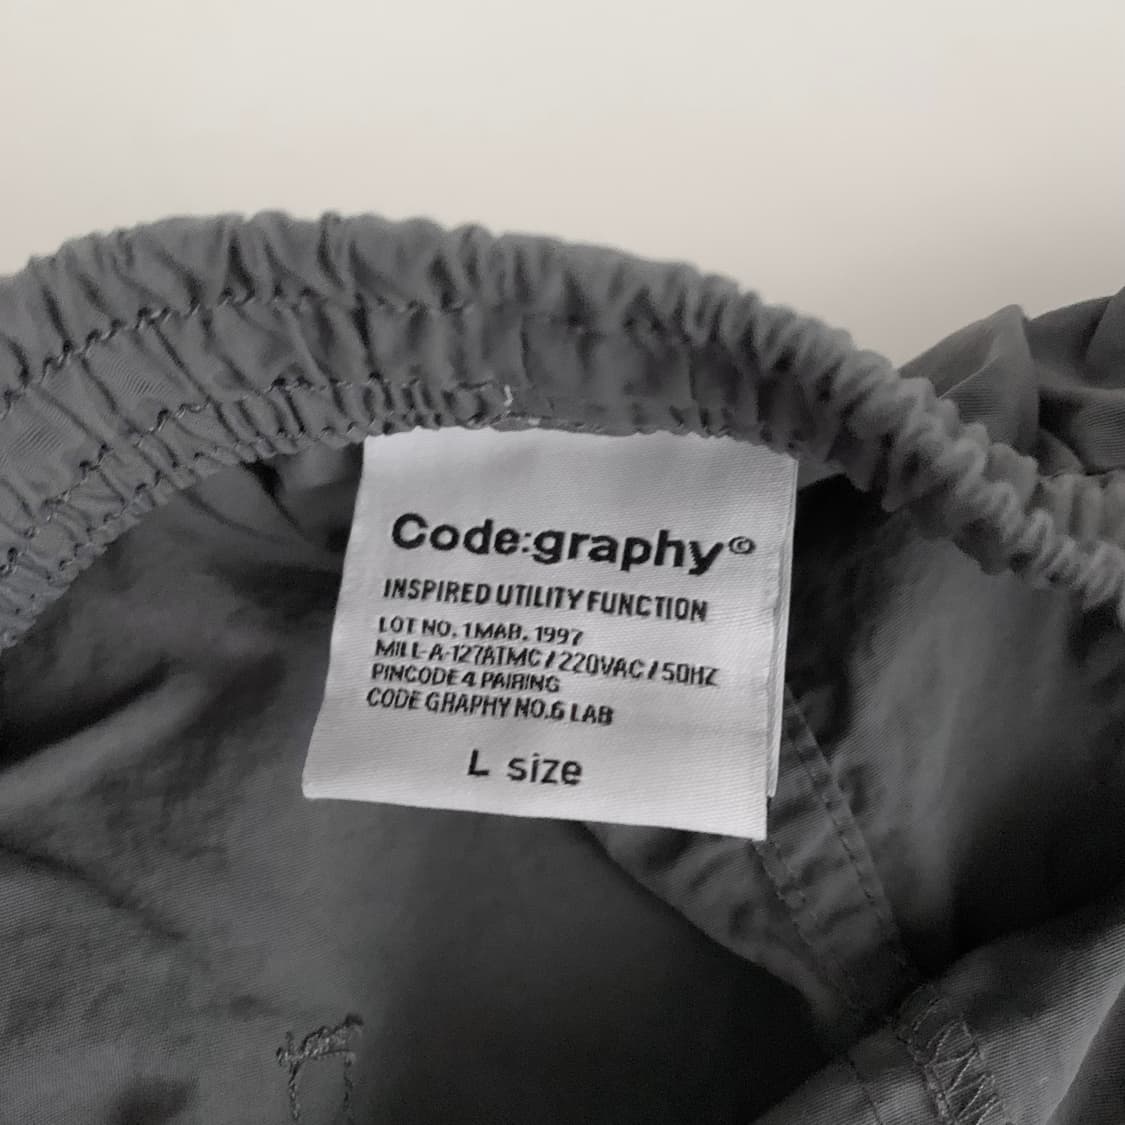 Code:graphy©
INSPIRED UTILITY FUNCTION
LOT NO. 1MAR. 1997
MILL-A-127ATMC / 220VAC / 50HZ
PINCODE 4 PAIRING
CODE GRAPHY NO.6 LAB
L size